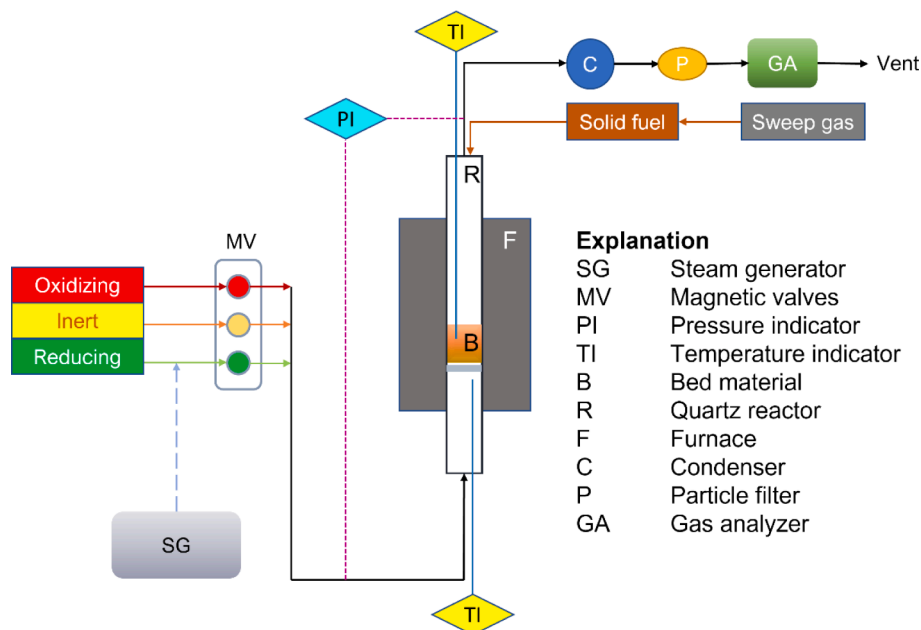 TI
C
P
GA
Vent
PI
Solid fuel
Sweep gas
R
F
MV
Oxidizing
Inert
Reducing
B
SG
TI
Explanation
SG Steam generator
MV Magnetic valves
PI Pressure indicator
TI Temperature indicator
B Bed material
R Quartz reactor
F Furnace
C Condenser
P Particle filter
GA Gas analyzer